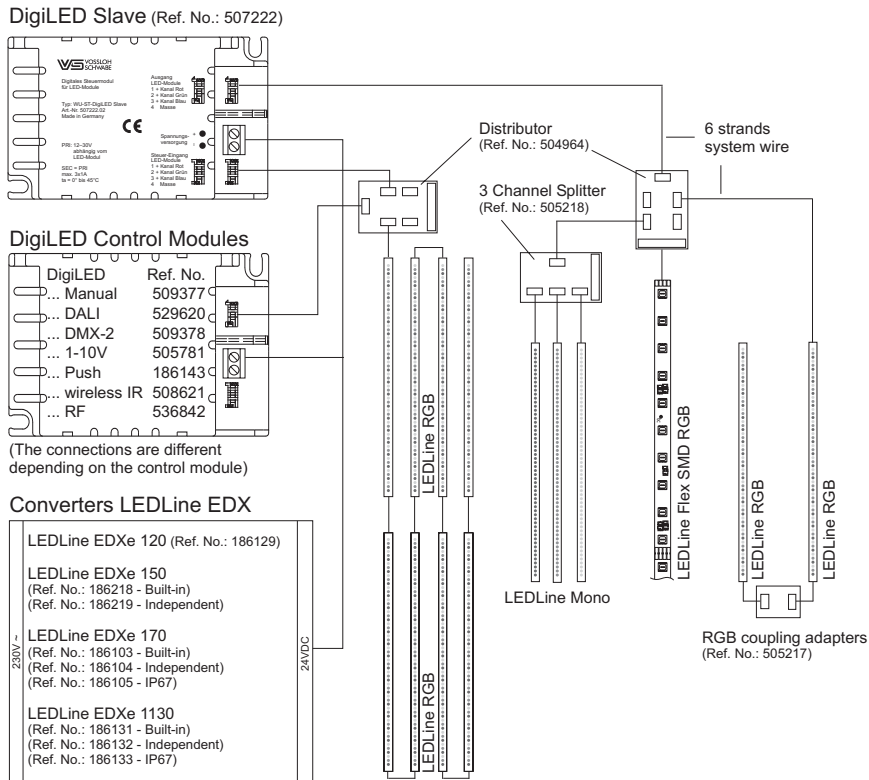 DigiLED Slave (Ref. No.: 507222)
VS VOSSLOH
SCHWABE
Digitales Steuermodul
für LED-Module
Typ: WU-ST-DigiLED Slave
Art.-Nr. 507222.02
Made in Germany
CE
PRI: 12–30V
abhängig vom
LED-Modul
SEC = PRI
max. 3x1A
ta = 0° bis 45°C
Ausgang
LED-Module
1 + Kanal Rot
2 + Kanal Grün
3 + Kanal Blau
4 Masse
Spannungs-
versorgung
+
-
Steuer-Eingang
LED-Module
1 + Kanal Rot
2 + Kanal Grün
3 + Kanal Blau
4 Masse
Distributor
(Ref. No.: 504964)
6 strands
system wire
3 Channel Splitter
(Ref. No.: 505218)
DigiLED Control Modules
DigiLED Ref. No.
... Manual 509377
... DALI 529620
... DMX-2 509378
... 1-10V 505781
... Push 186143
... wireless IR 508621
... RF 536842
(The connections are different
depending on the control module)
Converters LEDLine EDX
230V ~
LEDLine EDXe 120 (Ref. No.: 186129)
LEDLine EDXe 150
(Ref. No.: 186218 - Built-in)
(Ref. No.: 186219 - Independent)
LEDLine EDXe 170
(Ref. No.: 186103 - Built-in)
(Ref. No.: 186104 - Independent)
(Ref. No.: 186105 - IP67)
LEDLine EDXe 1130
(Ref. No.: 186131 - Built-in)
(Ref. No.: 186132 - Independent)
(Ref. No.: 186133 - IP67)
24VDC
LEDLine RGB
LEDLine RGB
LEDLine Mono
LEDLine Flex SMD RGB
LEDLine RGB
LEDLine RGB
RGB coupling adapters
(Ref. No.: 505217)